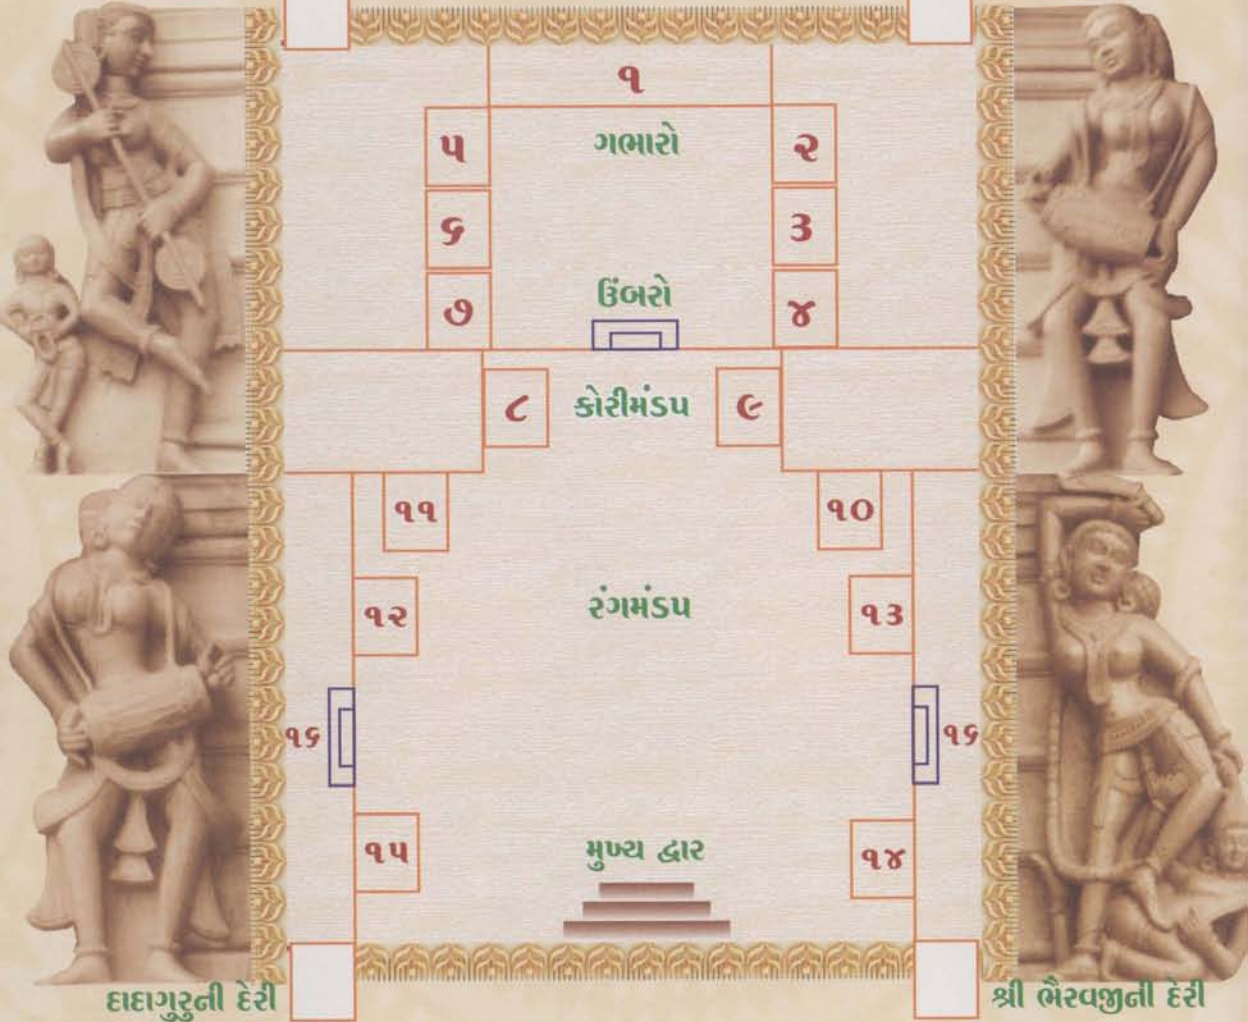 ૧
૫ ગભારો ૨
૬ ૩
ઉંબરો
૭ ૪
૮ કોરીમંડપ ૯
૧૧ ૧૦
૧૨ રંગમંડપ ૧૩
૧૬ ૧૬
૧૫ મુખ્ય દ્વાર ૧૪
દાદાગુરુની દેરી શ્રી ભૈરવજીની દેરી